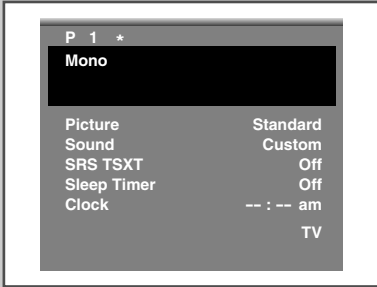 P 1 *
Mono
Picture Standard
Sound Custom
SRS TSXT Off
Sleep Timer Off
Clock -- : -- am
TV